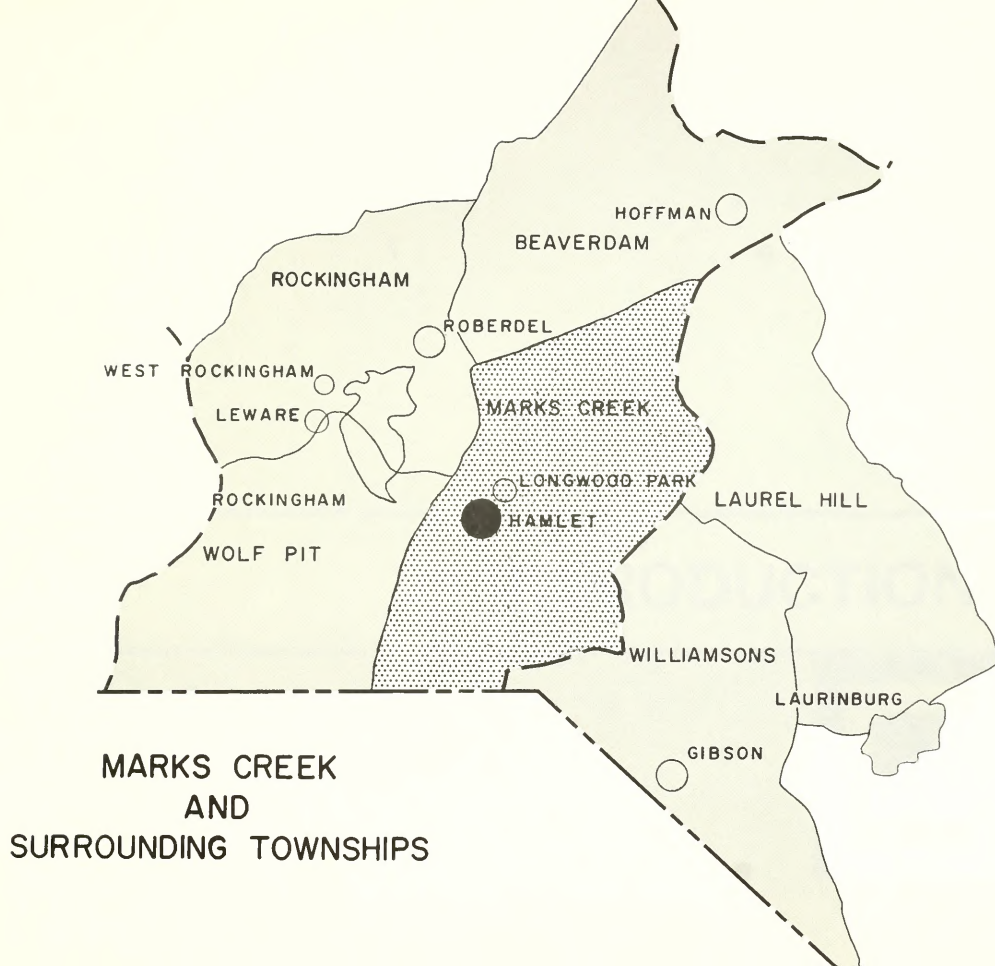 HOFFMAN
BEAVERDAM
ROCKINGHAM
ROBERDEL
WEST ROCKINGHAM
LEWARE
MARKS CREEK
LONGWOOD PARK
ROCKINGHAM
LAUREL HILL
HAMLET
WOLF PIT
WILLIAMSONS
LAURINBURG
GIBSON
MARKS CREEK
AND
SURROUNDING TOWNSHIPS